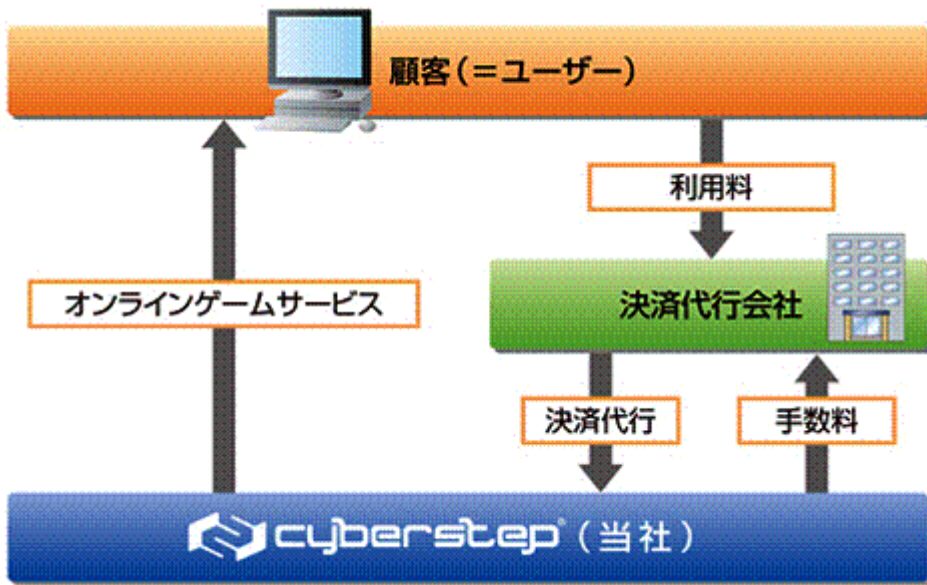 顧客(=ユーザー)
利用料
オンラインゲームサービス
決済代行会社
決済代行
手数料
cyberstep®(当社)